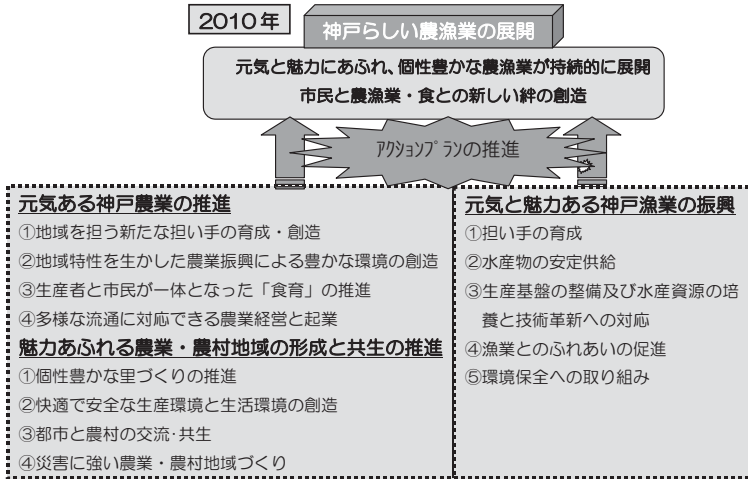 2010年
神戸らしい農漁業の展開
元気と魅力にあふれ、個性豊かな農漁業が持続的に展開
市民と農漁業・食との新しい絆の創造
ｱｸｼｮﾝﾌﾟﾗﾝの推進
元気ある神戸農業の推進
①地域を担う新たな担い手の育成・創造
②地域特性を生かした農業振興による豊かな環境の創造
③生産者と市民が一体となった「食育」の推進
④多様な流通に対応できる農業経営と起業
魅力あふれる農業・農村地域の形成と共生の推進
①個性豊かな里づくりの推進
②快適で安全な生産環境と生活環境の創造
③都市と農村の交流･共生
④災害に強い農業・農村地域づくり
元気と魅力ある神戸漁業の振興
①担い手の育成
②水産物の安定供給
③生産基盤の整備及び水産資源の培
養と技術革新への対応
④漁業とのふれあいの促進
⑤環境保全への取り組み